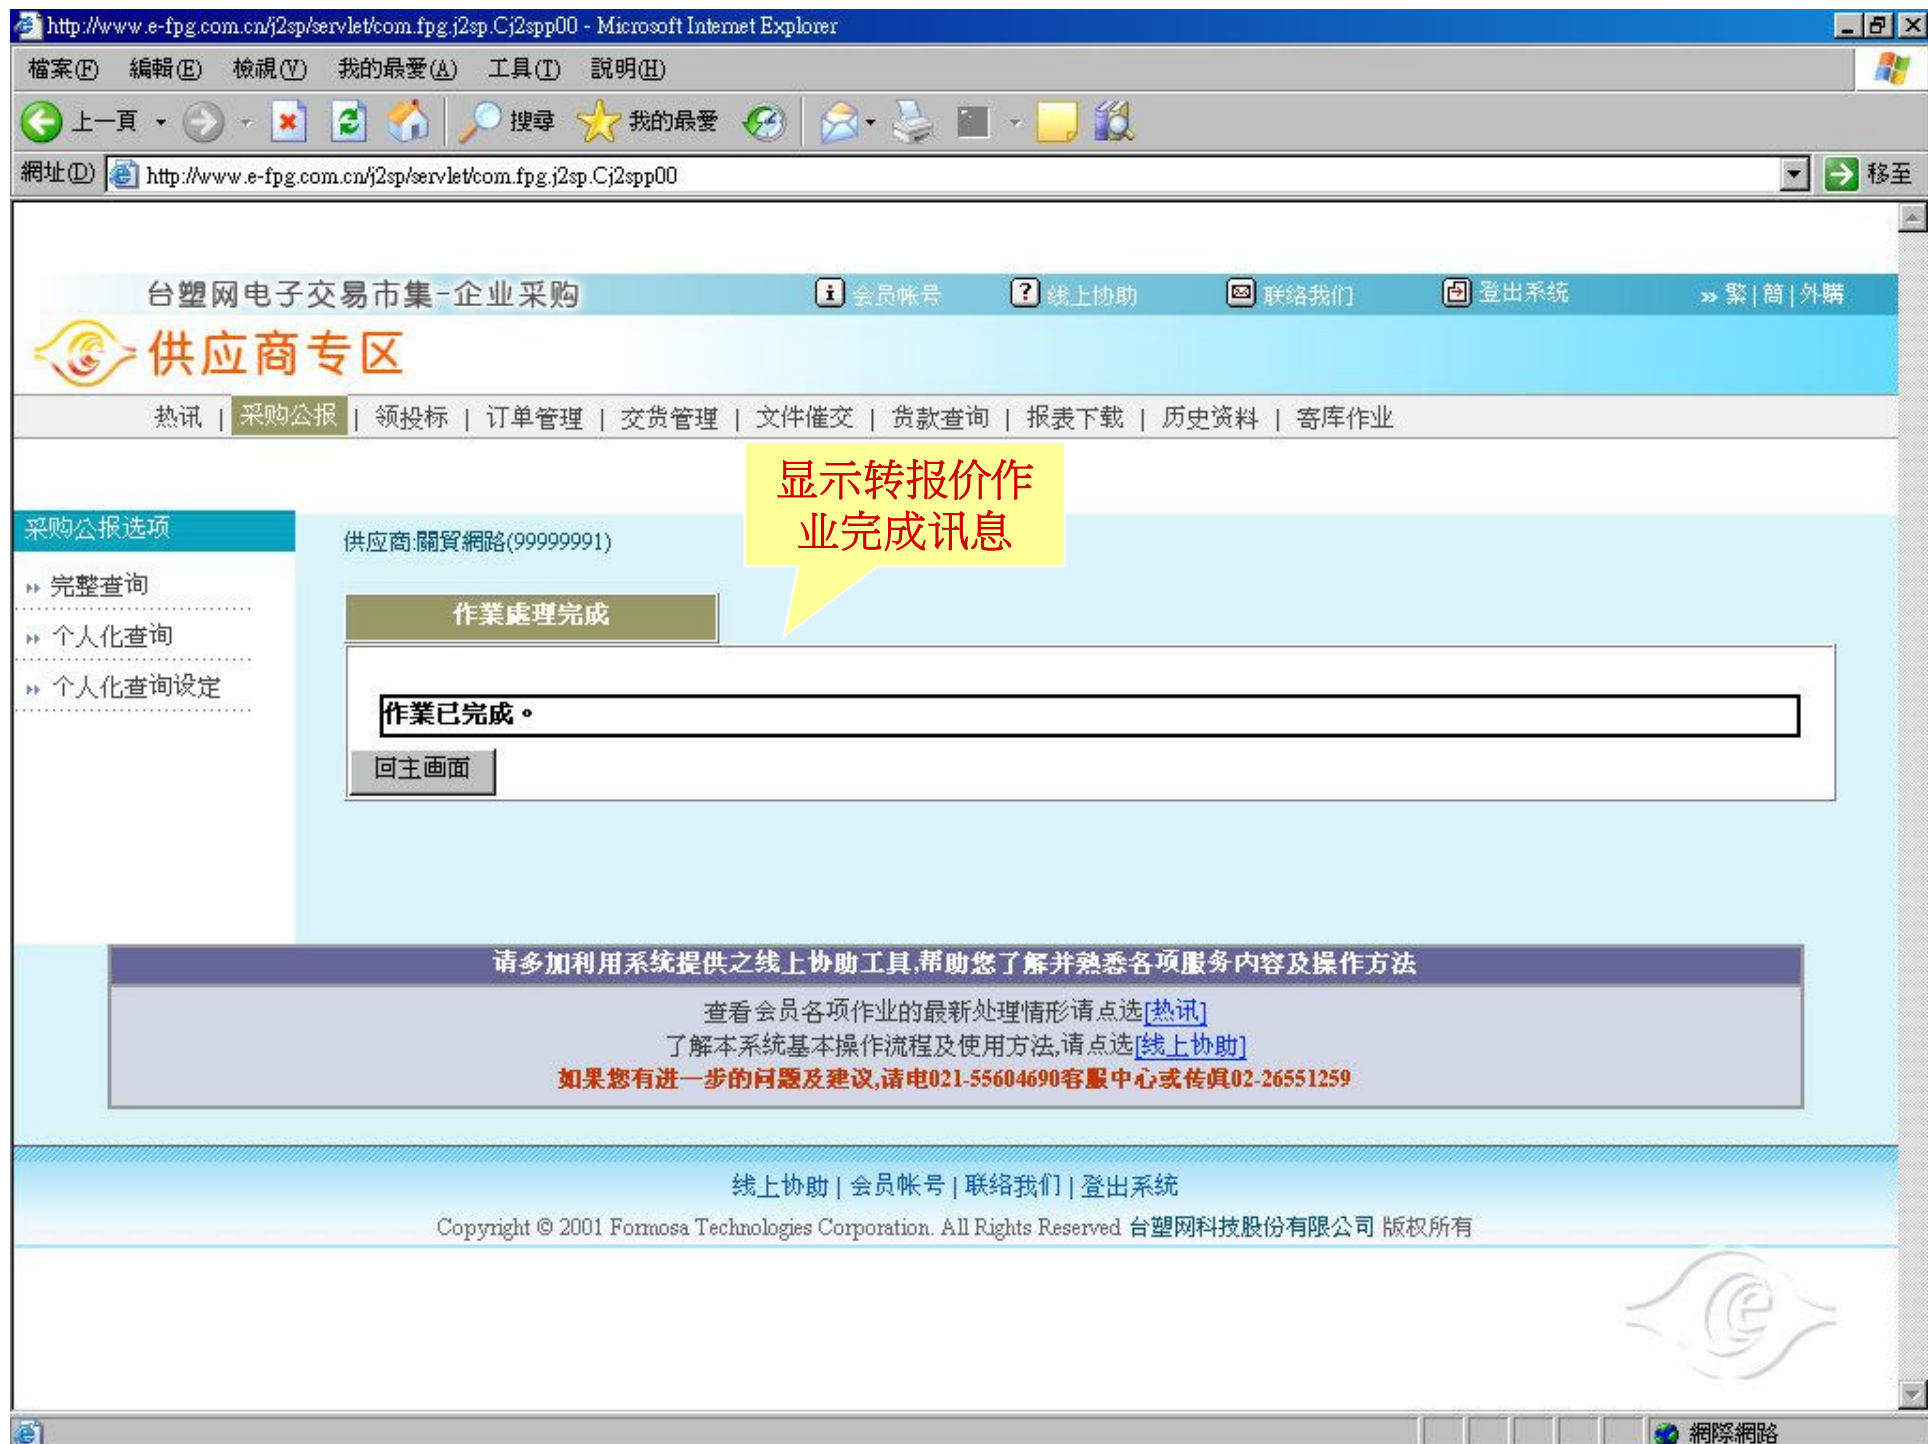 http://www.e-fpg.com.cn/j2sp/servlet/com.fpg.j2sp.Cj2spp00 - Microsoft Internet Explorer
檔案(F) 編輯(E) 檢視(V) 我的最愛(A) 工具(T) 說明(H)
上一頁 搜尋 我的最愛
網址(D) http://www.e-fpg.com.cn/j2sp/servlet/com.fpg.j2sp.Cj2spp00 移至
台塑网电子交易市集-企业采购 会员帐号 线上协助 联络我们 登出系统 » 繁|簡|外購
供应商专区
热讯 | 采购公报 | 领投标 | 订单管理 | 交货管理 | 文件催交 | 货款查询 | 报表下载 | 历史资料 | 寄库作业
显示转报价作
业完成讯息
采购公报选项
供应商:關貿網路(99999991)
» 完整查询
» 个人化查询
» 个人化查询设定
作業處理完成
作業已完成。
回主画面
请多加利用系统提供之线上协助工具,帮助您了解并熟悉各项服务内容及操作方法
查看会员各项作业的最新处理情形请点选[热讯]
了解本系统基本操作流程及使用方法,请点选[线上协助]
如果您有进一步的问题及建议,请电021-55604690客服中心或传真02-26551259
线上协助 | 会员帐号 | 联络我们 | 登出系统
Copyright © 2001 Formosa Technologies Corporation. All Rights Reserved 台塑网科技股份有限公司 版权所有
網際網路